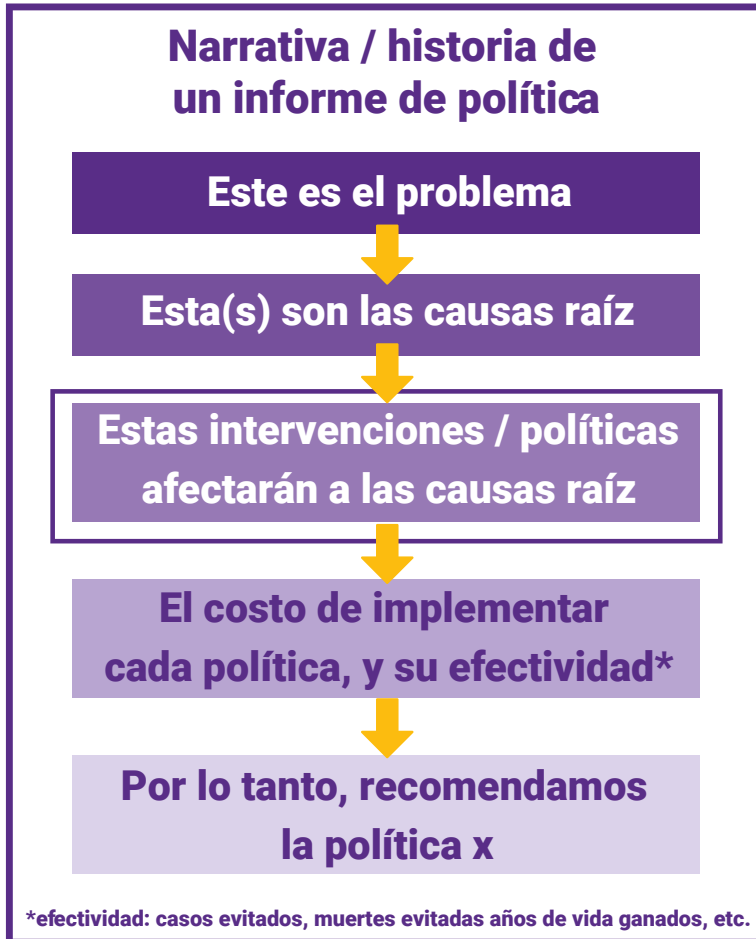 Narrativa / historia de
un informe de política
Este es el problema
Esta(s) son las causas raíz
Estas intervenciones / políticas
afectarán a las causas raíz
El costo de implementar
cada política, y su efectividad*
Por lo tanto, recomendamos
la política x
*efectividad: casos evitados, muertes evitadas años de vida ganados, etc.